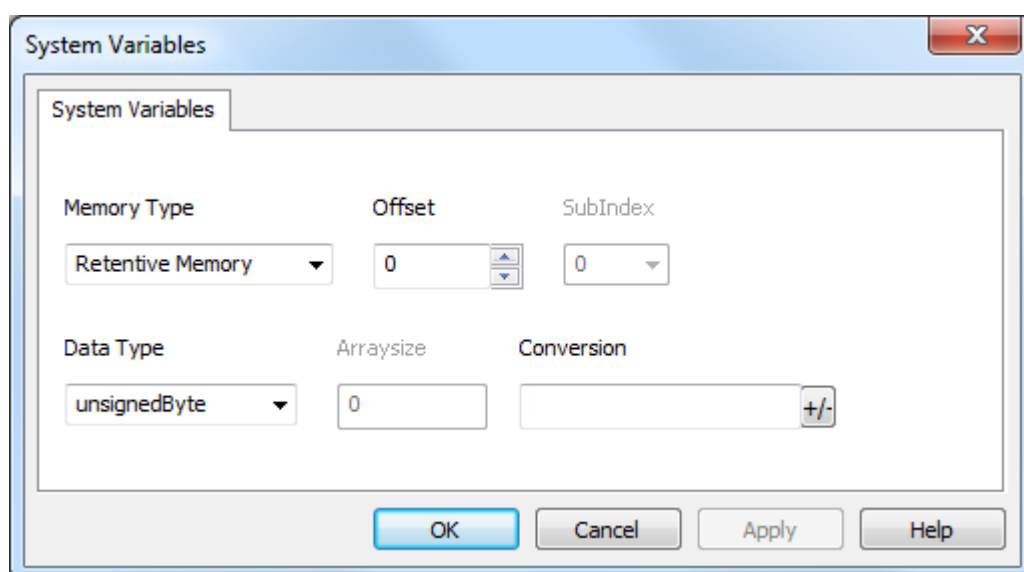 System Variables
System Variables
Memory Type Offset SubIndex
Retentive Memory 0 0
Data Type Arraysize Conversion
unsignedByte 0 +/-
OK Cancel Apply Help